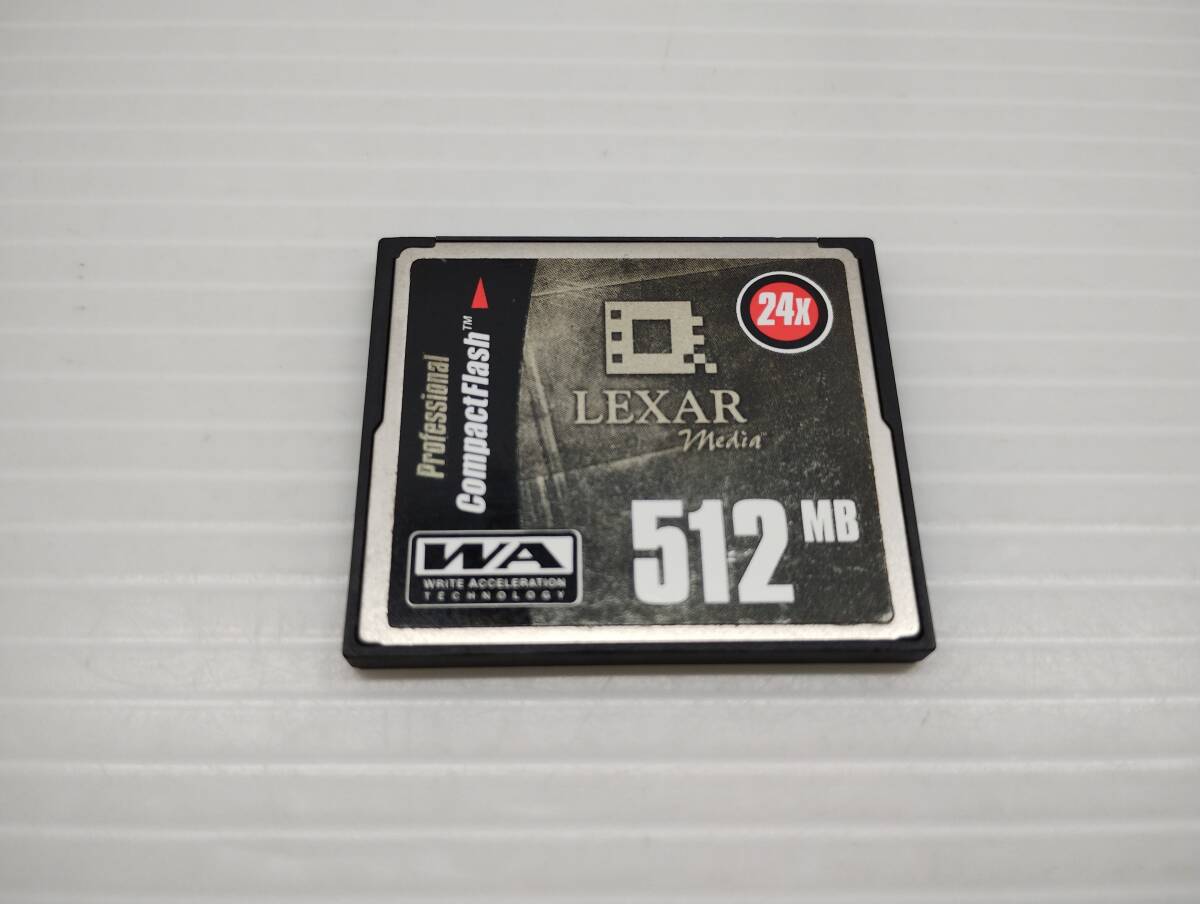 Professional
CompactFlash™
24x
LEXAR
Media™
512 MB
WA
WRITE ACCELERATION
TECHNOLOGY